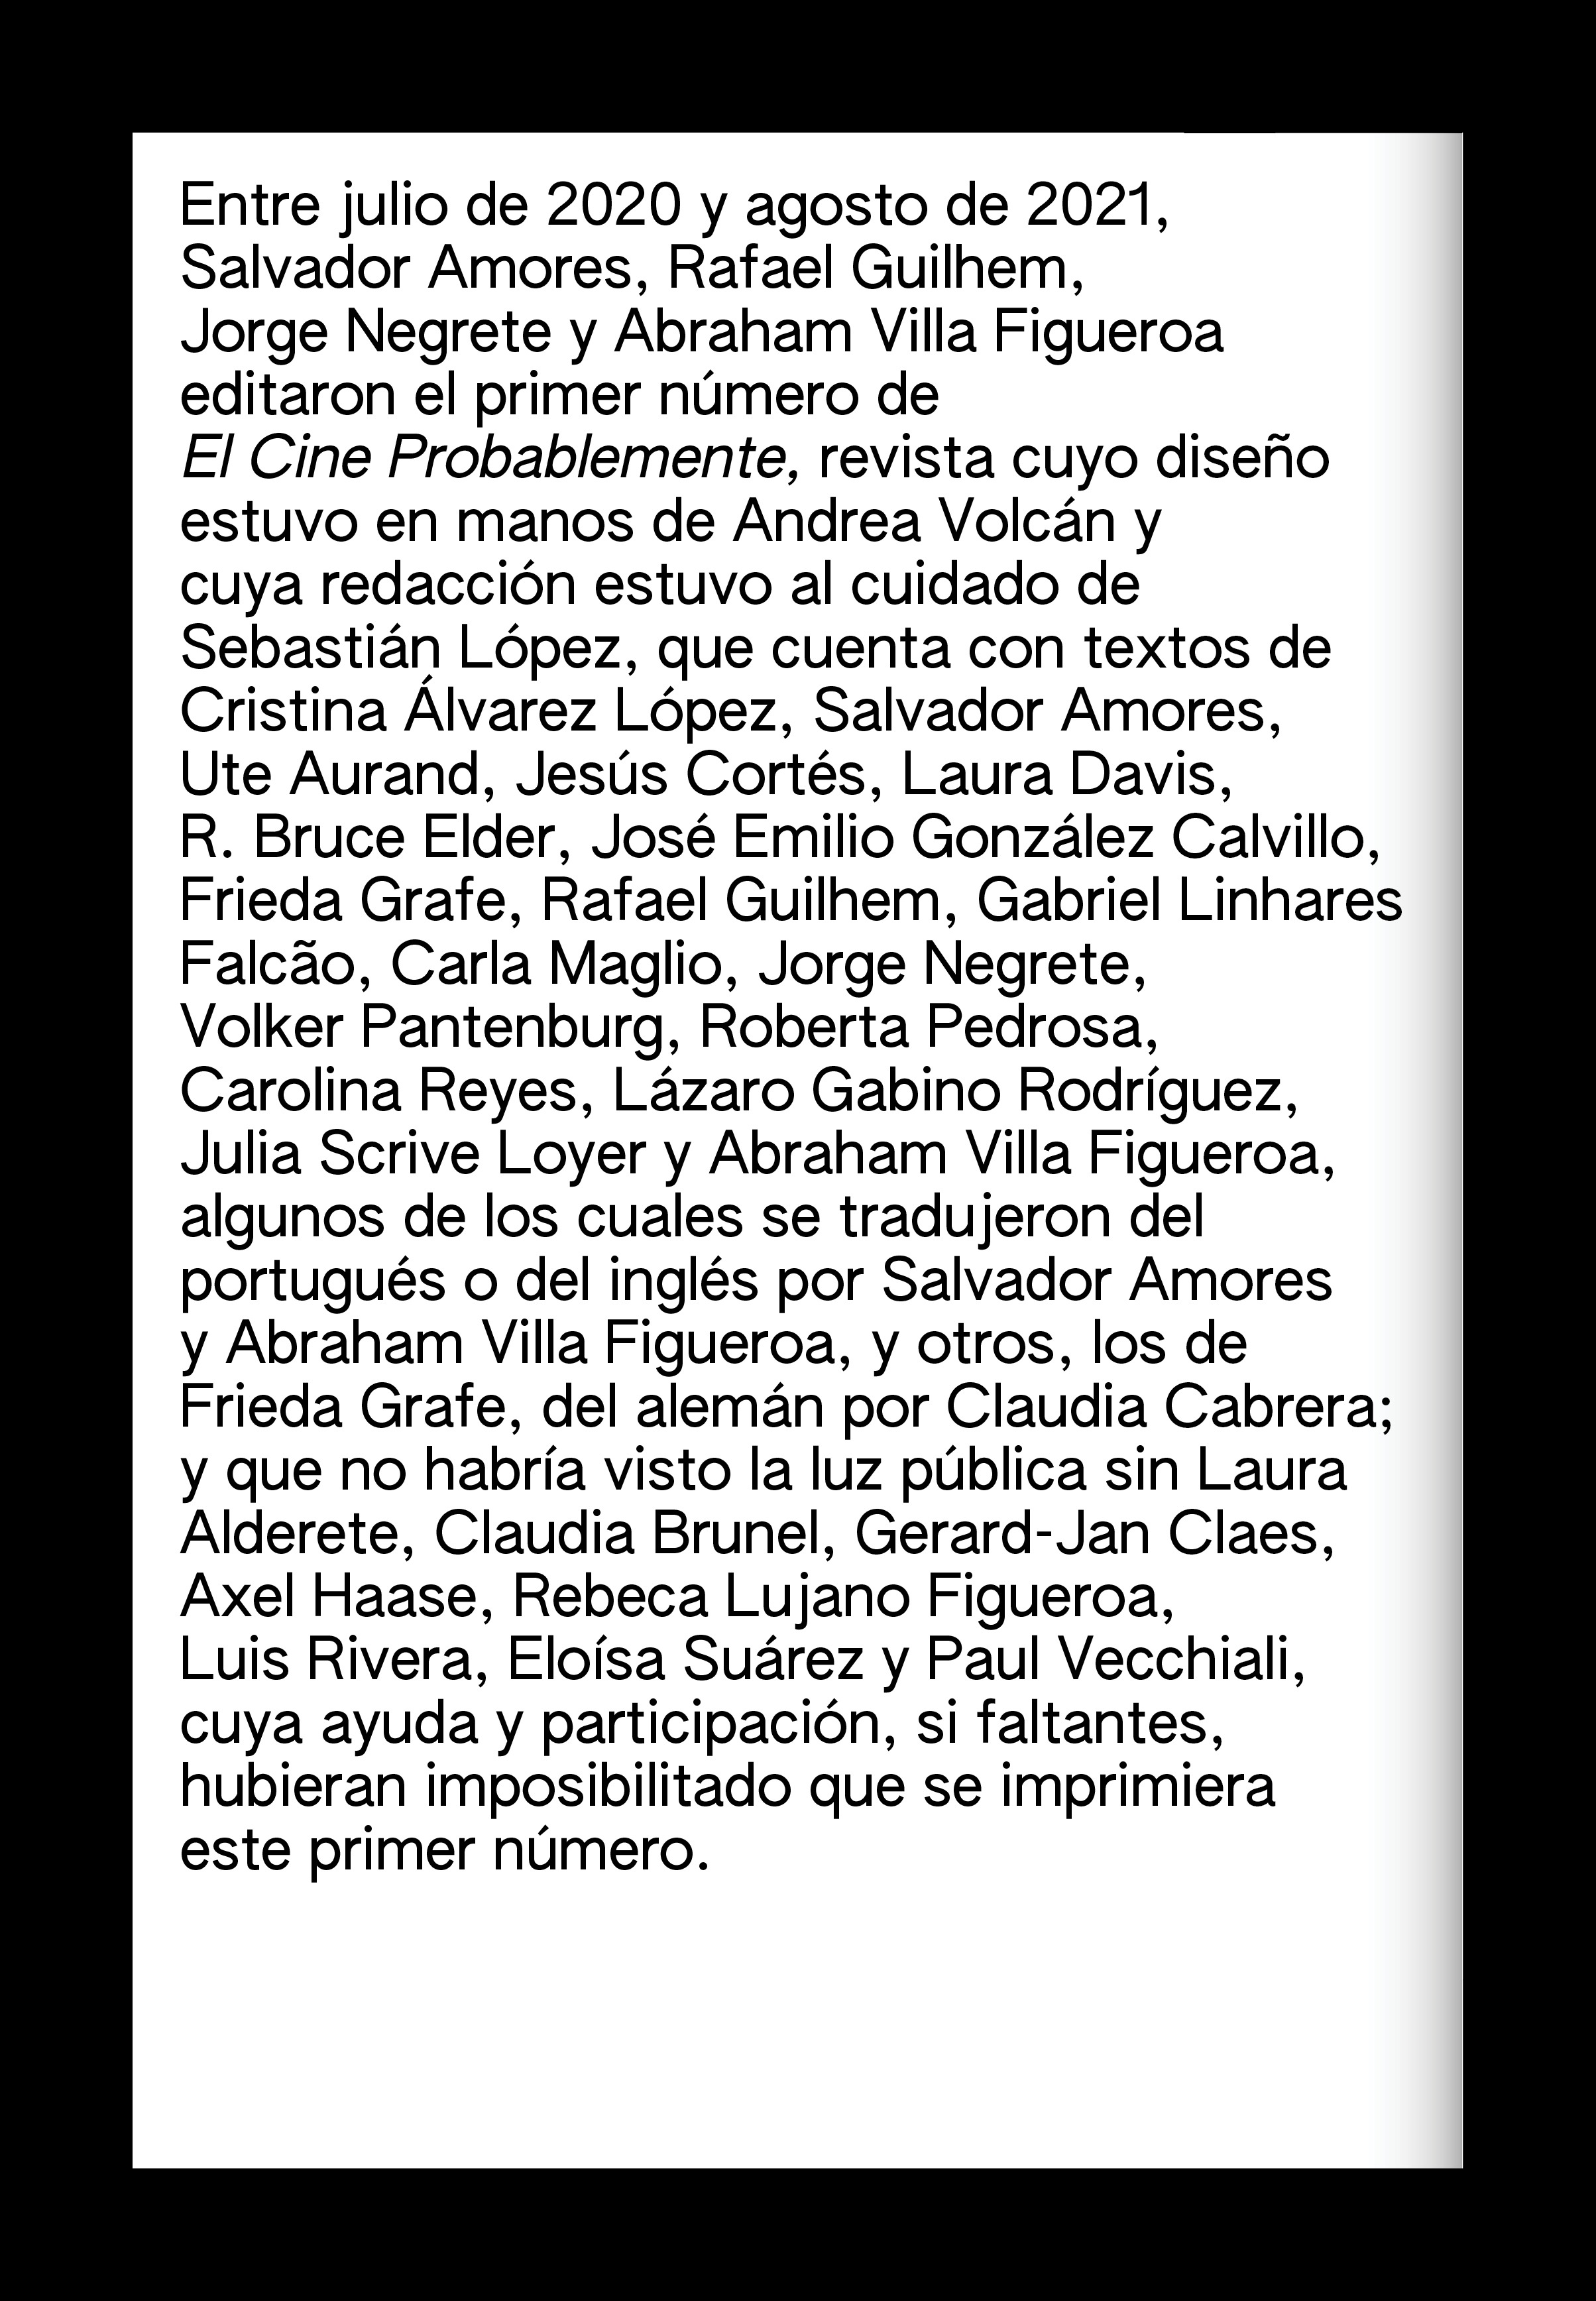 Entre julio de 2020 y agosto de 2021,
Salvador Amores, Rafael Guilhem,
Jorge Negrete y Abraham Villa Figueroa
editaron el primer número de
El Cine Probablemente, revista cuyo diseño
estuvo en manos de Andrea Volcán y
cuya redacción estuvo al cuidado de
Sebastián López, que cuenta con textos de
Cristina Álvarez López, Salvador Amores,
Ute Aurand, Jesús Cortés, Laura Davis,
R. Bruce Elder, José Emilio González Calvillo,
Frieda Grafe, Rafael Guilhem, Gabriel Linhares
Falcão, Carla Maglio, Jorge Negrete,
Volker Pantenburg, Roberta Pedrosa,
Carolina Reyes, Lázaro Gabino Rodríguez,
Julia Scrive Loyer y Abraham Villa Figueroa,
algunos de los cuales se tradujeron del
portugués o del inglés por Salvador Amores
y Abraham Villa Figueroa, y otros, los de
Frieda Grafe, del alemán por Claudia Cabrera;
y que no habría visto la luz pública sin Laura
Alderete, Claudia Brunel, Gerard-Jan Claes,
Axel Haase, Rebeca Lujano Figueroa,
Luis Rivera, Eloísa Suárez y Paul Vecchiali,
cuya ayuda y participación, si faltantes,
hubieran imposibilitado que se imprimiera
este primer número.